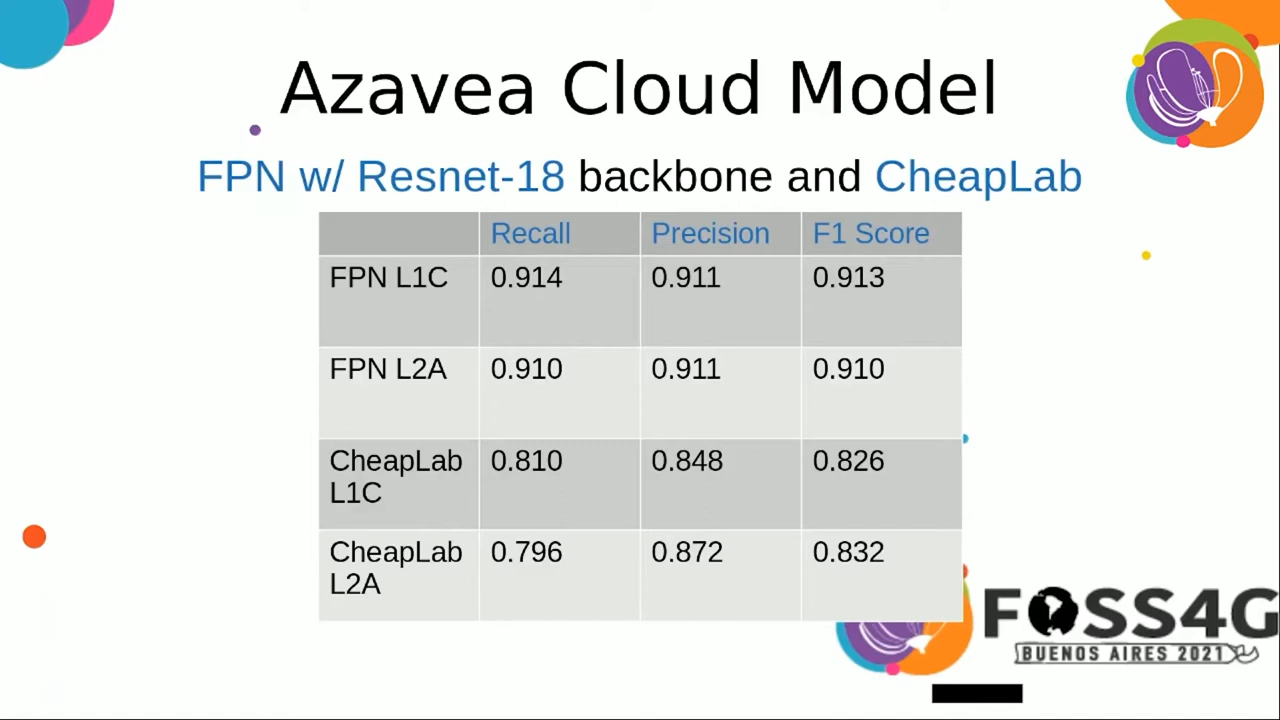 Azavea Cloud Model
FPN w/ Resnet-18 backbone and CheapLab
Recall Precision F1 Score
FPN L1C 0.914 0.911 0.913
FPN L2A 0.910 0.911 0.910
CheapLab L1C 0.810 0.848 0.826
CheapLab L2A 0.796 0.872 0.832
FOSS4G
BUENOS AIRES 2021